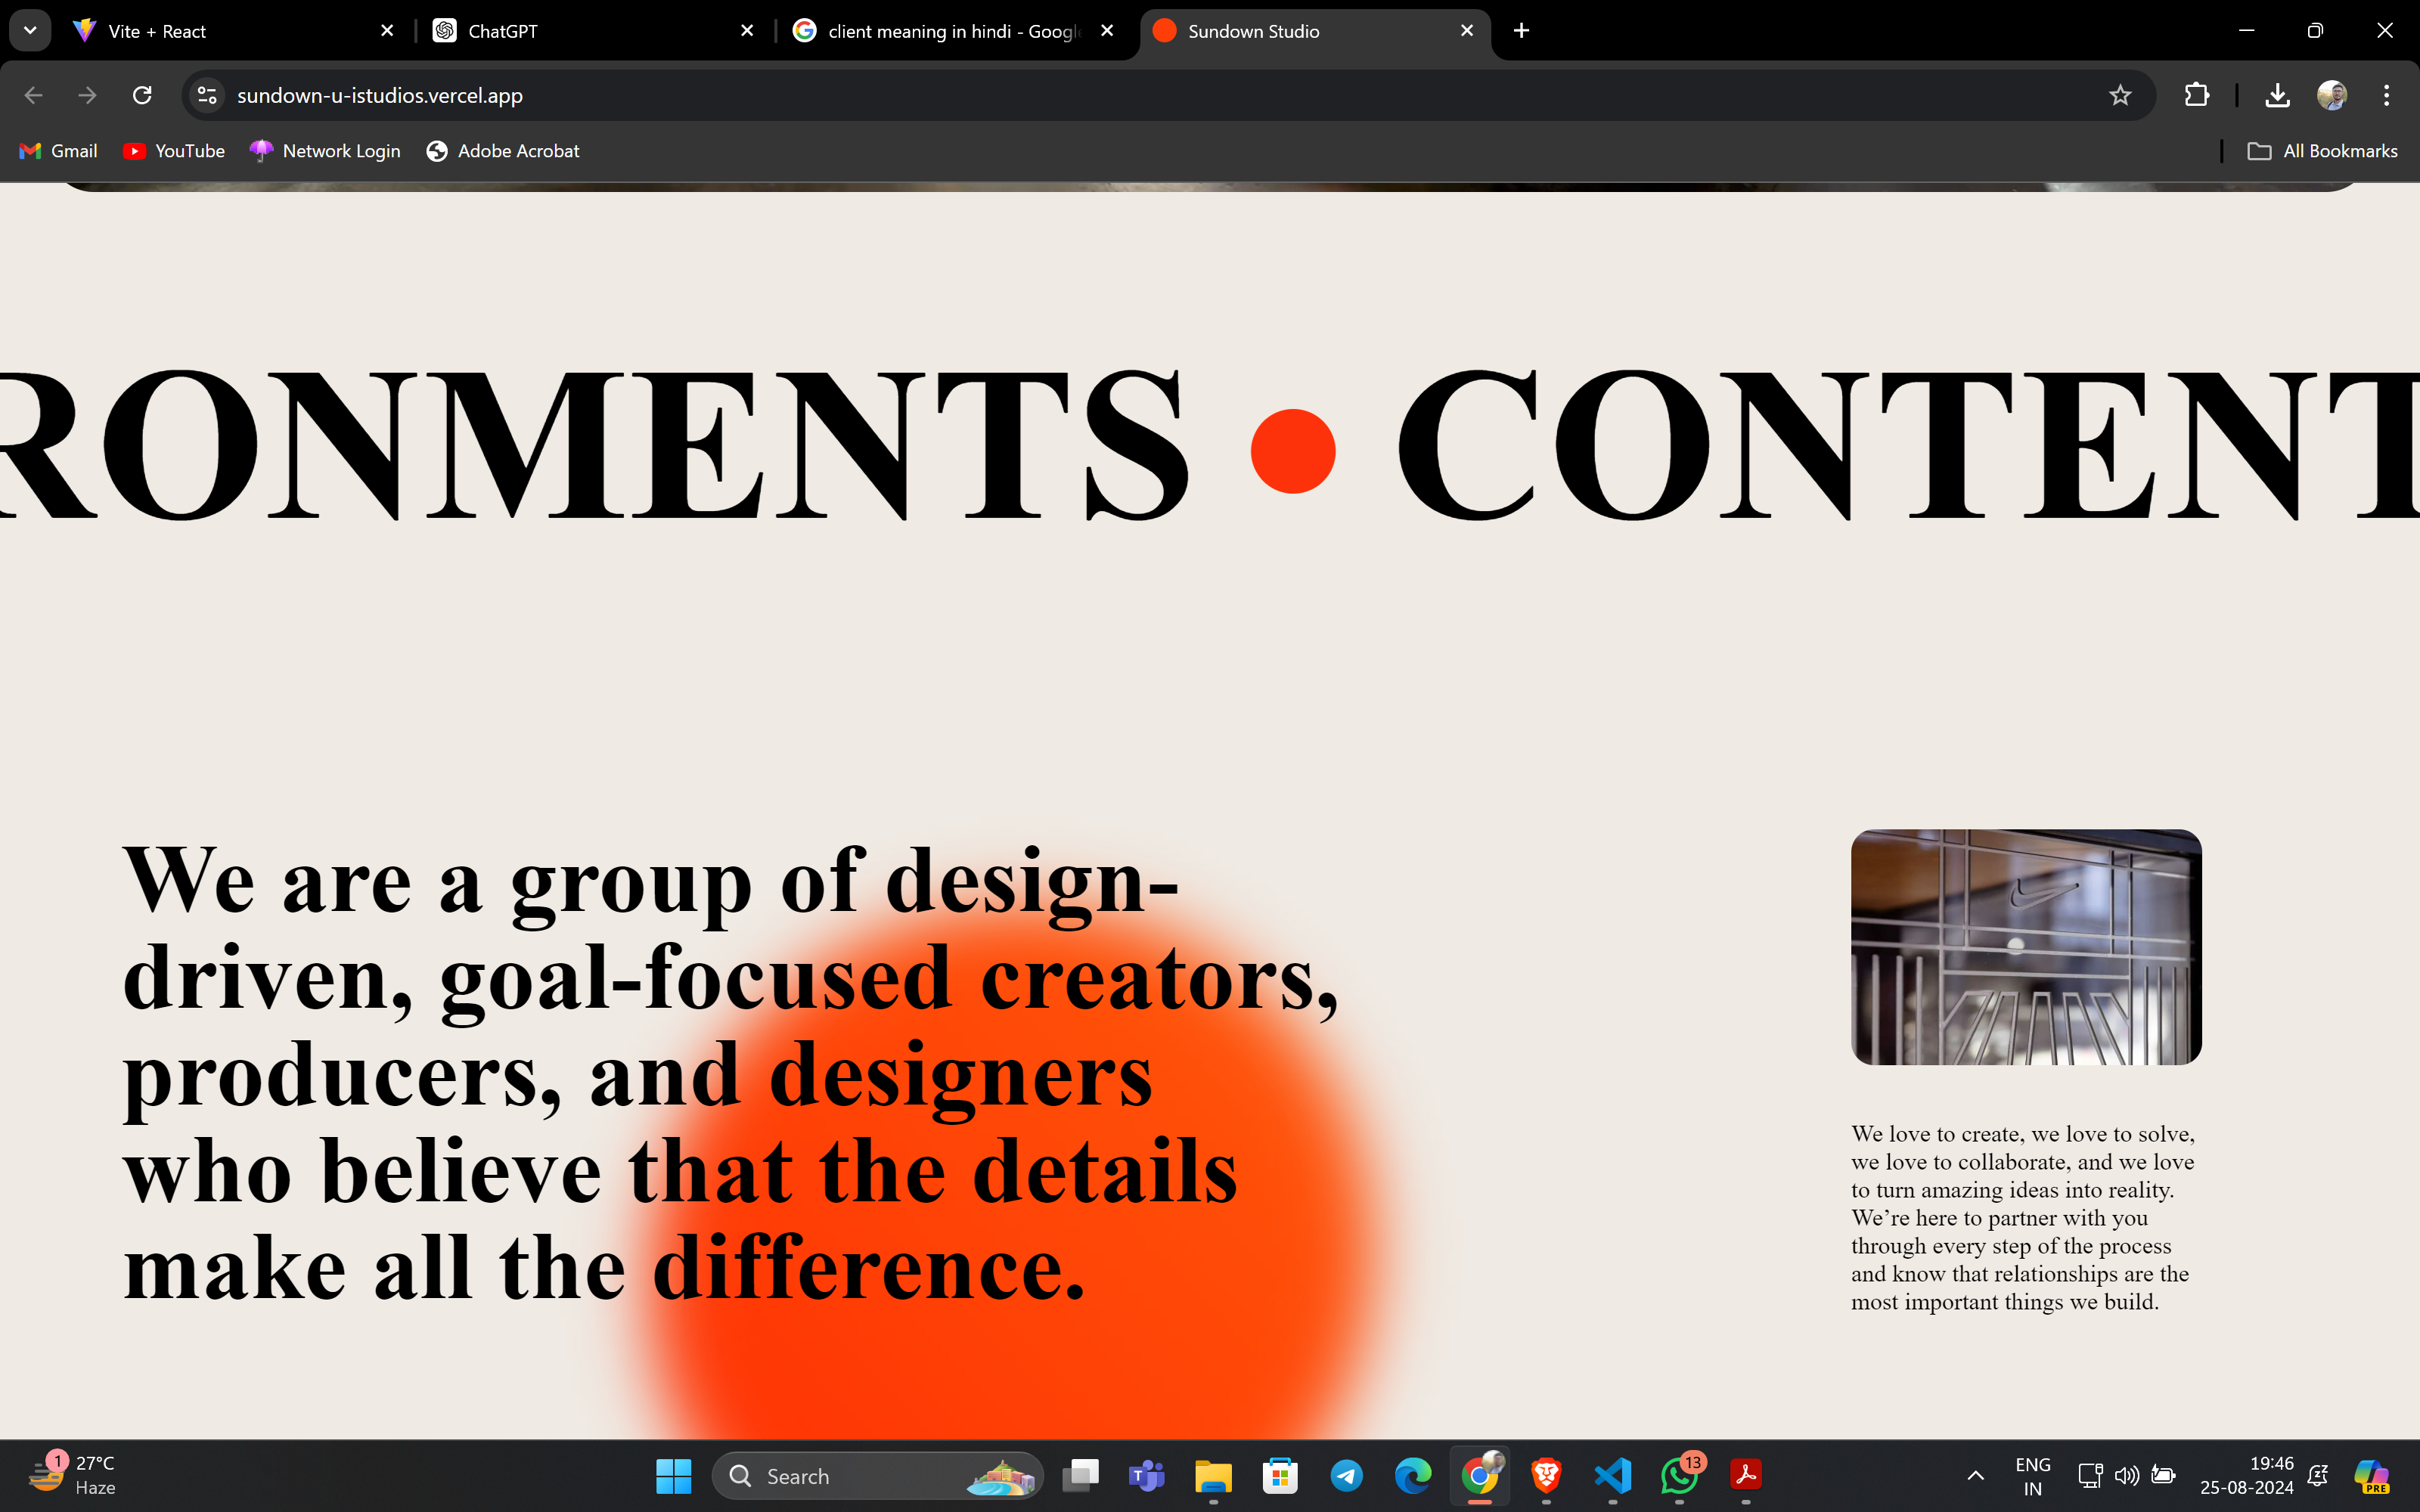 Vite + React
ChatGPT
client meaning in hindi - Google
Sundown Studio
sundown-u-istudios.vercel.app
Gmail
YouTube
Network Login
Adobe Acrobat
All Bookmarks
RONMENTS CONTENT
We are a group of design-
driven, goal-focused creators,
producers, and designers
who believe that the details
make all the difference.
We love to create, we love to solve,
we love to collaborate, and we love
to turn amazing ideas into reality.
We’re here to partner with you
through every step of the process
and know that relationships are the
most important things we build.
1
27°C
Haze
Search
T
13
ENG
IN
19:46
25-08-2024
PRE